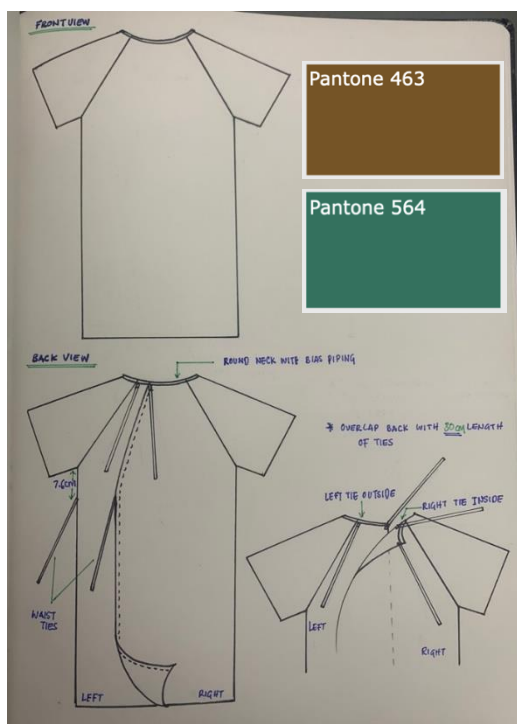 FRONT VIEW
Pantone 463
Pantone 564
BACK VIEW
ROUND NECK WITH BIAS PIPING
* OVERLAP BACK WITH 30cm LENGTH
OF TIES
7.6cm
LEFT TIE OUTSIDE
RIGHT TIE INSIDE
WAIST
TIES
LEFT
RIGHT
LEFT
RIGHT